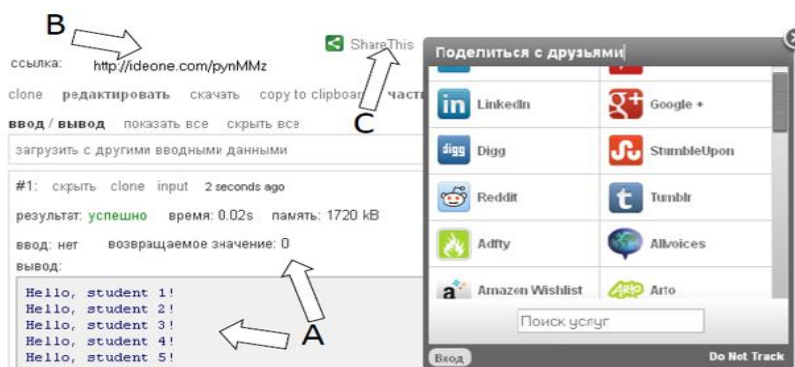 B
ShareThis
ссылка: http://ideone.com/pynMMz
clone редактировать скачать copy to clipboar части
C
ввод / вывод показать все скрыть все
загрузить с другими вводными данными
#1: скрыть clone input 2 seconds ago
результат: успешно время: 0.02s память: 1720 kB
ввод: нет возвращаемое значение: 0
вывод:
Hello, student 1!
Hello, student 2!
Hello, student 3!
Hello, student 4!
Hello, student 5!
A
Поделиться с друзьями
LinkedIn Google +
Digg StumbleUpon
Reddit Tumblr
Adfty Allvoices
Amazon Wishlist Arto
Поиск услуг
Вход Do Not Track